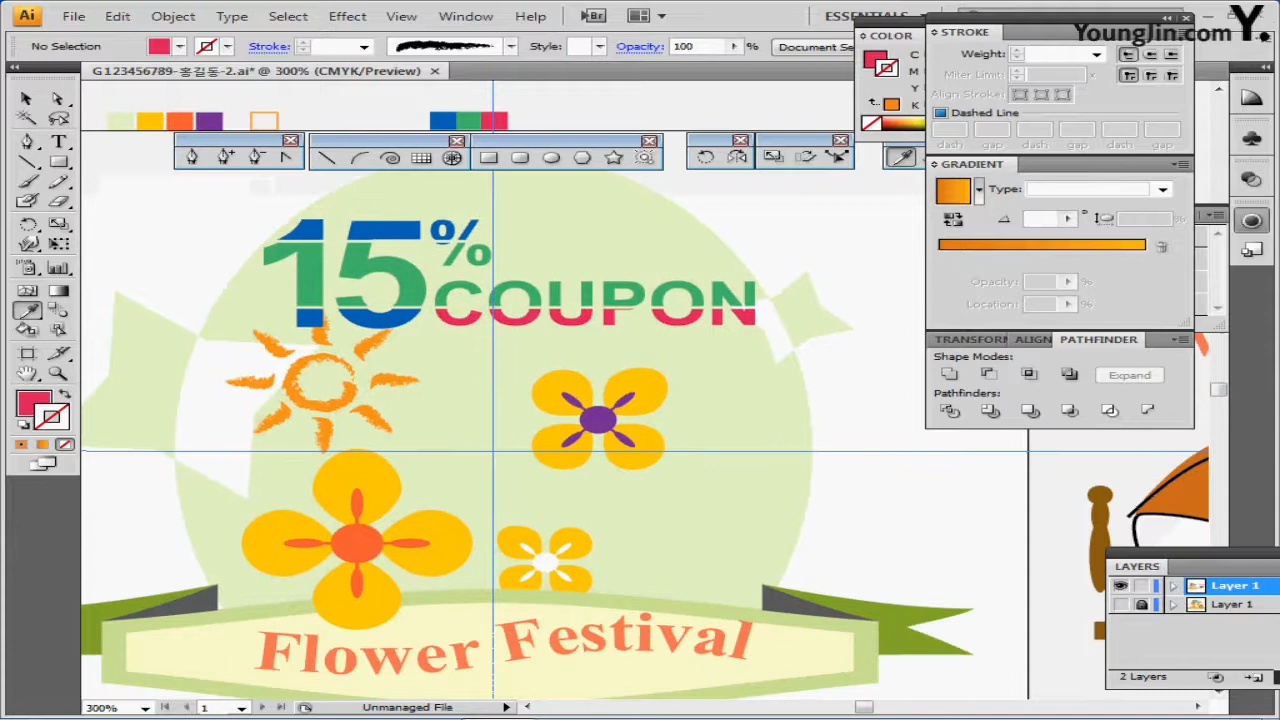 Ai File Edit Object Type Select Effect View Window Help Br ESSENTIALS
Y.
YoungJin.com
No Selection Stroke: Style: Opacity: 100 % Document Se
COLOR
C
M
Y
K
STROKE
Weight:
Miter Limit: x
Align Stroke:
Dashed Line
dash gap dash gap dash gap
G123456789-홍길동-2.ai* @ 300% (CMYK/Preview)
GRADIENT
Type:
°
%
Opacity: %
Location: %
TRANSFORM ALIGN PATHFINDER
Shape Modes:
Expand
Pathfinders:
15%
COUPON
Flower Festival
LAYERS
Layer 1
Layer 1
2 Layers
300% 1 Unmanaged File